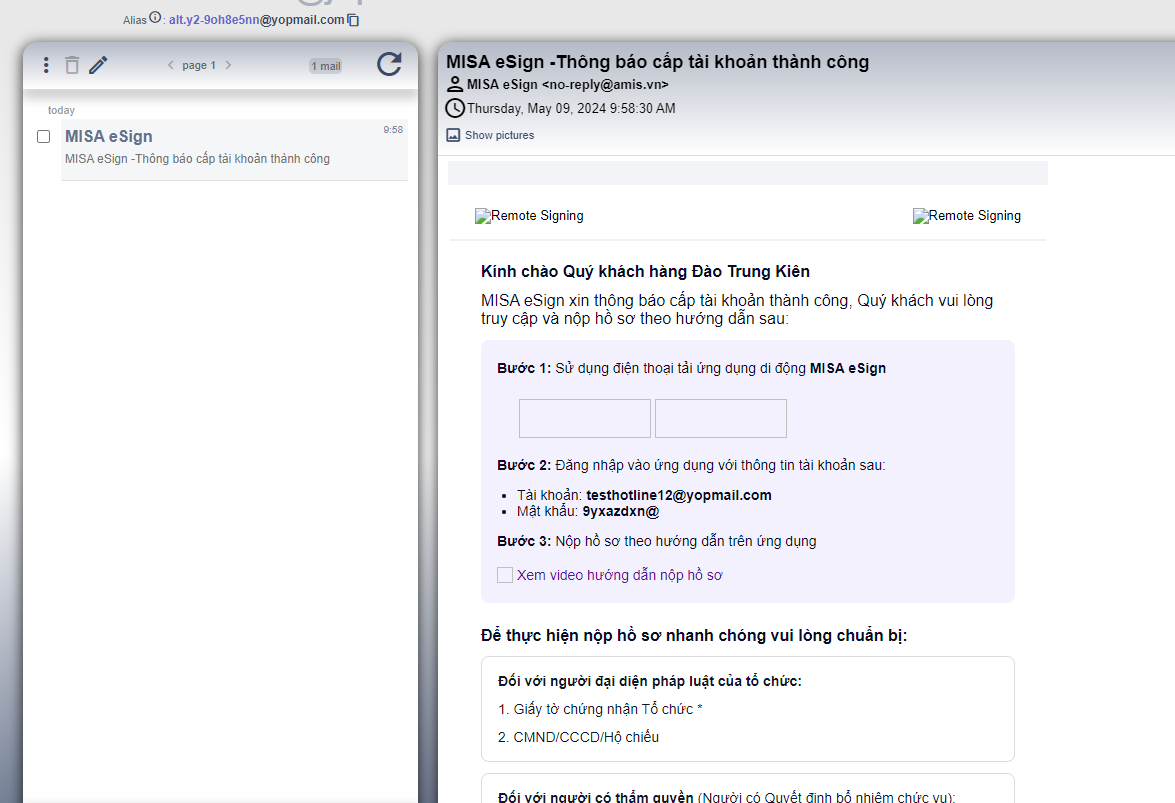 Alias : alt.y2-9oh8e5nn@yopmail.com
page 1
1 mail
today
MISA eSign
9:58
MISA eSign -Thông báo cấp tài khoản thành công
MISA eSign -Thông báo cấp tài khoản thành công
MISA eSign <no-reply@amis.vn>
Thursday, May 09, 2024 9:58:30 AM
Show pictures
Remote Signing
Remote Signing
Kính chào Quý khách hàng Đào Trung Kiên
MISA eSign xin thông báo cấp tài khoản thành công, Quý khách vui lòng
truy cập và nộp hồ sơ theo hướng dẫn sau:
Bước 1: Sử dụng điện thoại tải ứng dụng di động MISA eSign
Bước 2: Đăng nhập vào ứng dụng với thông tin tài khoản sau:
• Tài khoản: testhotline12@yopmail.com
• Mật khẩu: 9yxazdxn@
Bước 3: Nộp hồ sơ theo hướng dẫn trên ứng dụng
Xem video hướng dẫn nộp hồ sơ
Để thực hiện nộp hồ sơ nhanh chóng vui lòng chuẩn bị:
Đối với người đại diện pháp luật của tổ chức:
1. Giấy tờ chứng nhận Tổ chức *
2. CMND/CCCD/Hộ chiếu
Đối với người có thẩm quyền (Người có Quyết định bổ nhiệm chức vụ):